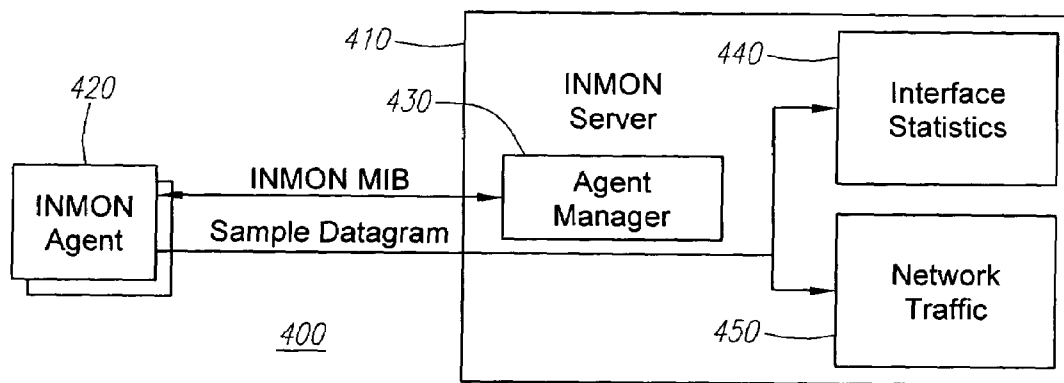 410
440
420
430
INMON
Server
Interface
Statistics
INMON
Agent
INMON MIB
Agent
Manager
Sample Datagram
Network
Traffic
400
450